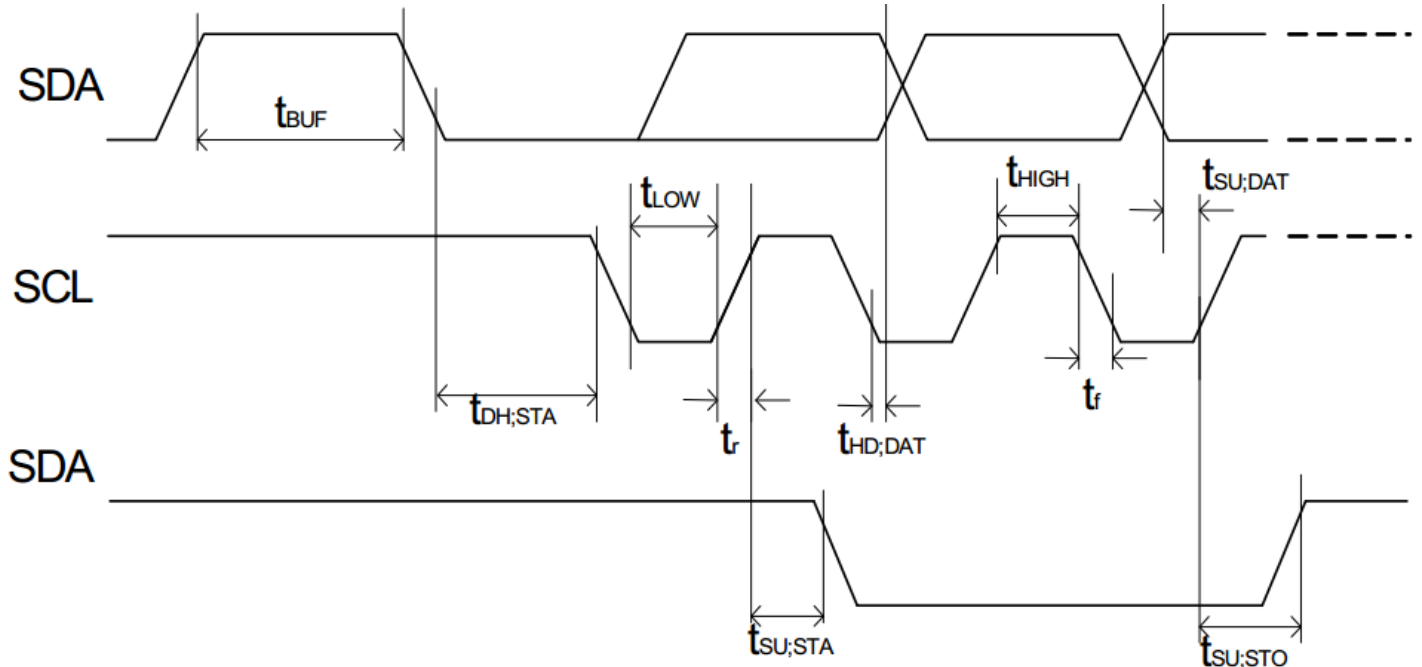 SDA
tBUF
tLOW
tHIGH
tSU;DAT
SCL
tDH;STA
tr
tHD;DAT
tf
SDA
tSU;STA
tSU:STO